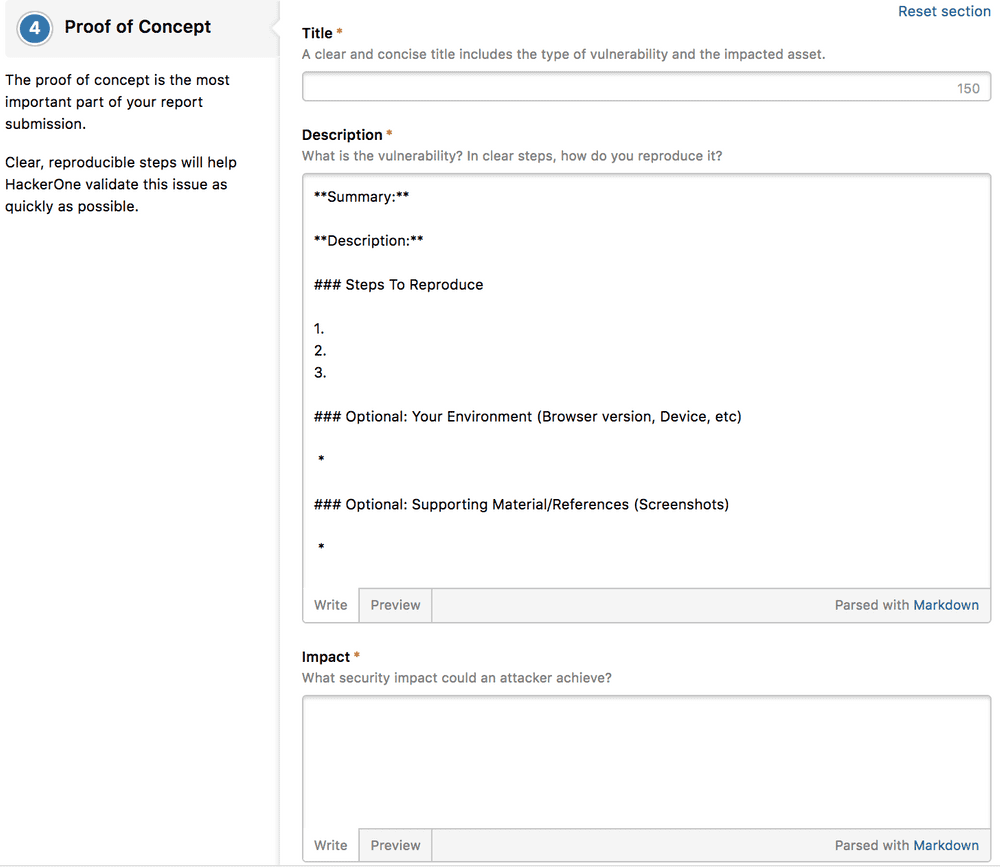 4 Proof of Concept
The proof of concept is the most
important part of your report
submission.
Clear, reproducible steps will help
HackerOne validate this issue as
quickly as possible.
Reset section
Title *
A clear and concise title includes the type of vulnerability and the impacted asset.
150
Description *
What is the vulnerability? In clear steps, how do you reproduce it?
**Summary:**
**Description:**
### Steps To Reproduce
1.
2.
3.
### Optional: Your Environment (Browser version, Device, etc)
*
### Optional: Supporting Material/References (Screenshots)
*
Write Preview Parsed with Markdown
Impact *
What security impact could an attacker achieve?
Write Preview Parsed with Markdown